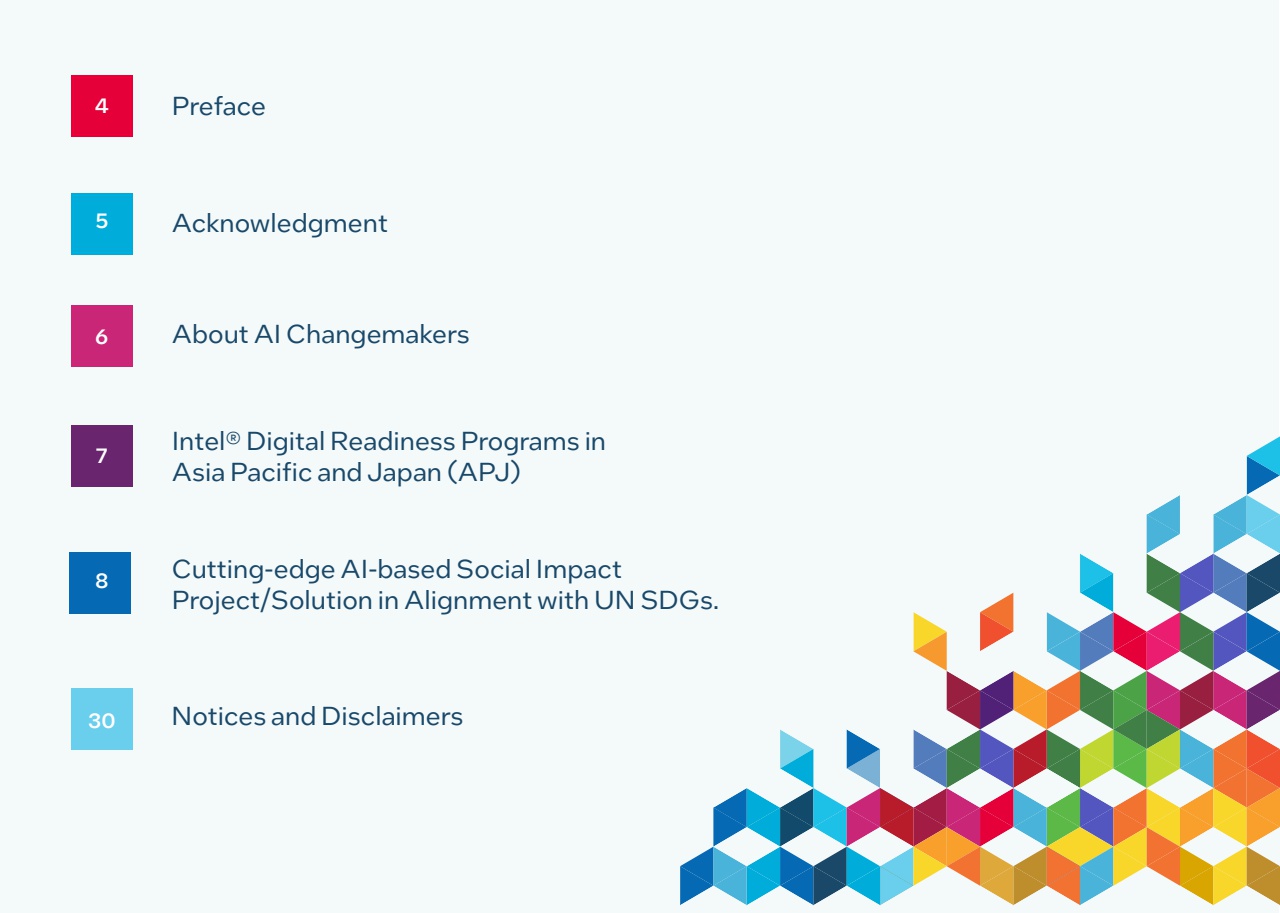 4 Preface
5 Acknowledgment
6 About AI Changemakers
7 Intel® Digital Readiness Programs in
Asia Pacific and Japan (APJ)
8 Cutting-edge AI-based Social Impact
Project/Solution in Alignment with UN SDGs.
30 Notices and Disclaimers